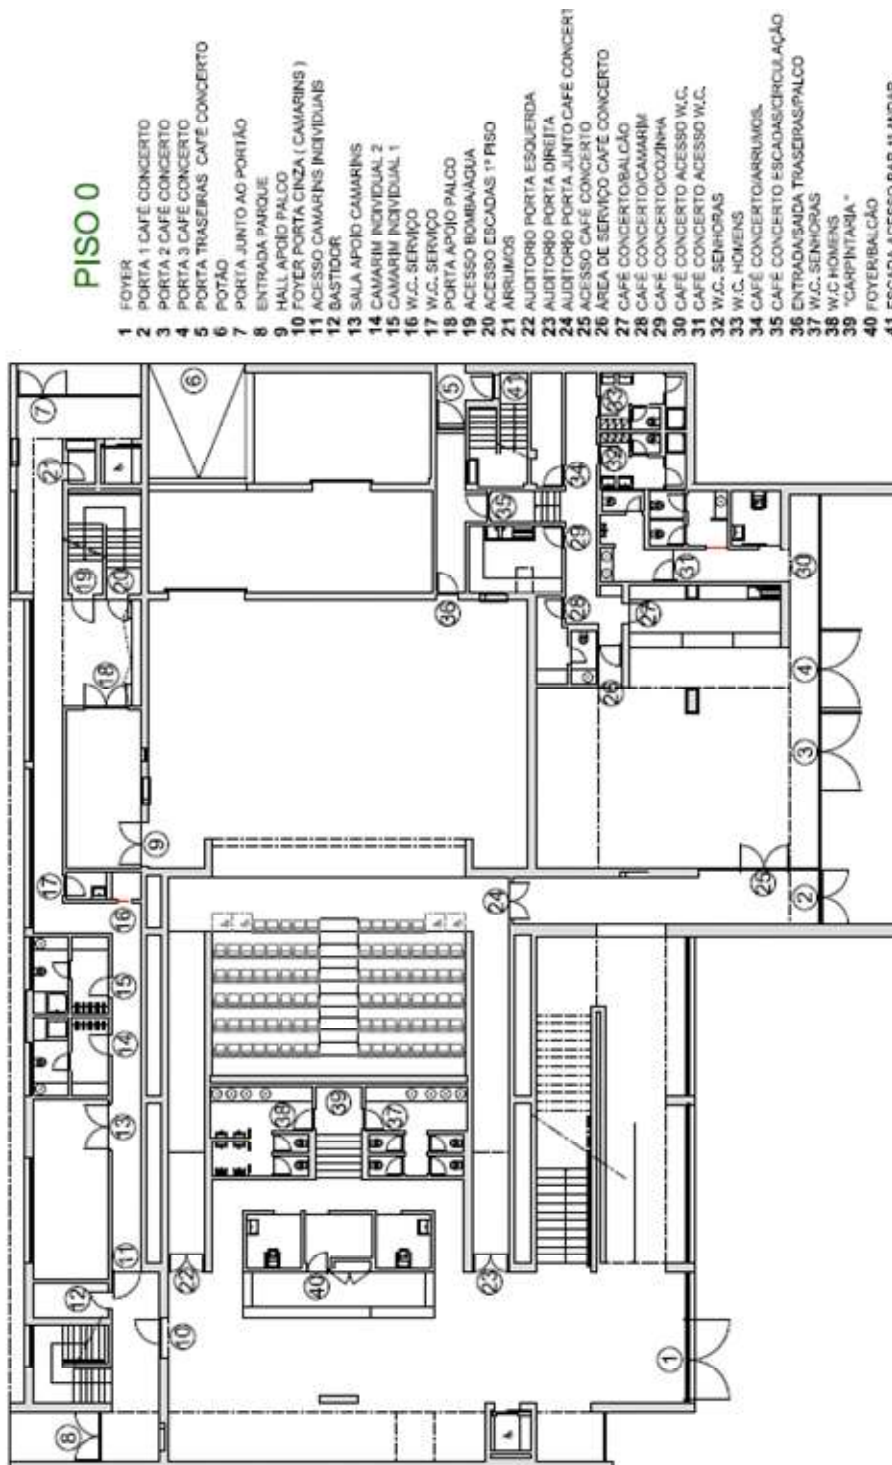 PISO 0
1 FOYER
2 PORTA 1 CAFÉ CONCERTO
3 PORTA 2 CAFÉ CONCERTO
4 PORTA 3 CAFÉ CONCERTO
5 PORTA TRASEIRAS CAFÉ CONCERTO
6 POTÃO
7 PORTA JUNTO AO PORTÃO
8 ENTRADA PARQUE
9 HALL APOIO PALCO
10 FOYER PORTA CINZA ( CAMARINS )
11 ACESSO CAMARINS INDIVIDUAIS
12 BASTIDOR
13 SALA APOIO CAMARINS
14 CAMARIM INDIVIDUAL 2
15 CAMARIM INDIVIDUAL 1
16 W.C. SERVIÇO
17 W.C. SERVIÇO
18 PORTA APOIO PALCO
19 ACESSO BOMBA/AGUA
20 ACESSO ESCADAS 1º PISO
21 ARRUMOS
22 AUDITORIO PORTA ESQUERDA
23 AUDITORIO PORTA DIREITA
24 AUDITORIO PORTA JUNTO CAFÉ CONCERT
25 ACESSO CAFÉ CONCERTO
26 ÁREA DE SERVIÇO CAFÉ CONCERTO
27 CAFÉ CONCERTO/BALCÃO
28 CAFÉ CONCERTO/CAMARIM
29 CAFÉ CONCERTO/COZINHA
30 CAFÉ CONCERTO ACESSO W.C.
31 CAFÉ CONCERTO ACESSO W.C.
32 W.C. SENHORAS
33 W.C. HOMENS
34 CAFÉ CONCERTO/ARRUMOS.
35 CAFÉ CONCERTO ESCADAS/CIRCULAÇÃO
36 ENTRADA/SAIDA TRASEIRAS/PALCO
37 W.C. SENHORAS
38 W.C HOMENS
39 "CARPINTARIA "
40 FOYER/BALCÃO
7
6
5
21
41
33
32
34
35
19
20
29
31
30
36
28
27
18
26
4
3
9
17
25
24
2
16
15
14
38
39
37
13
11
12
22
40
23
10
1
8